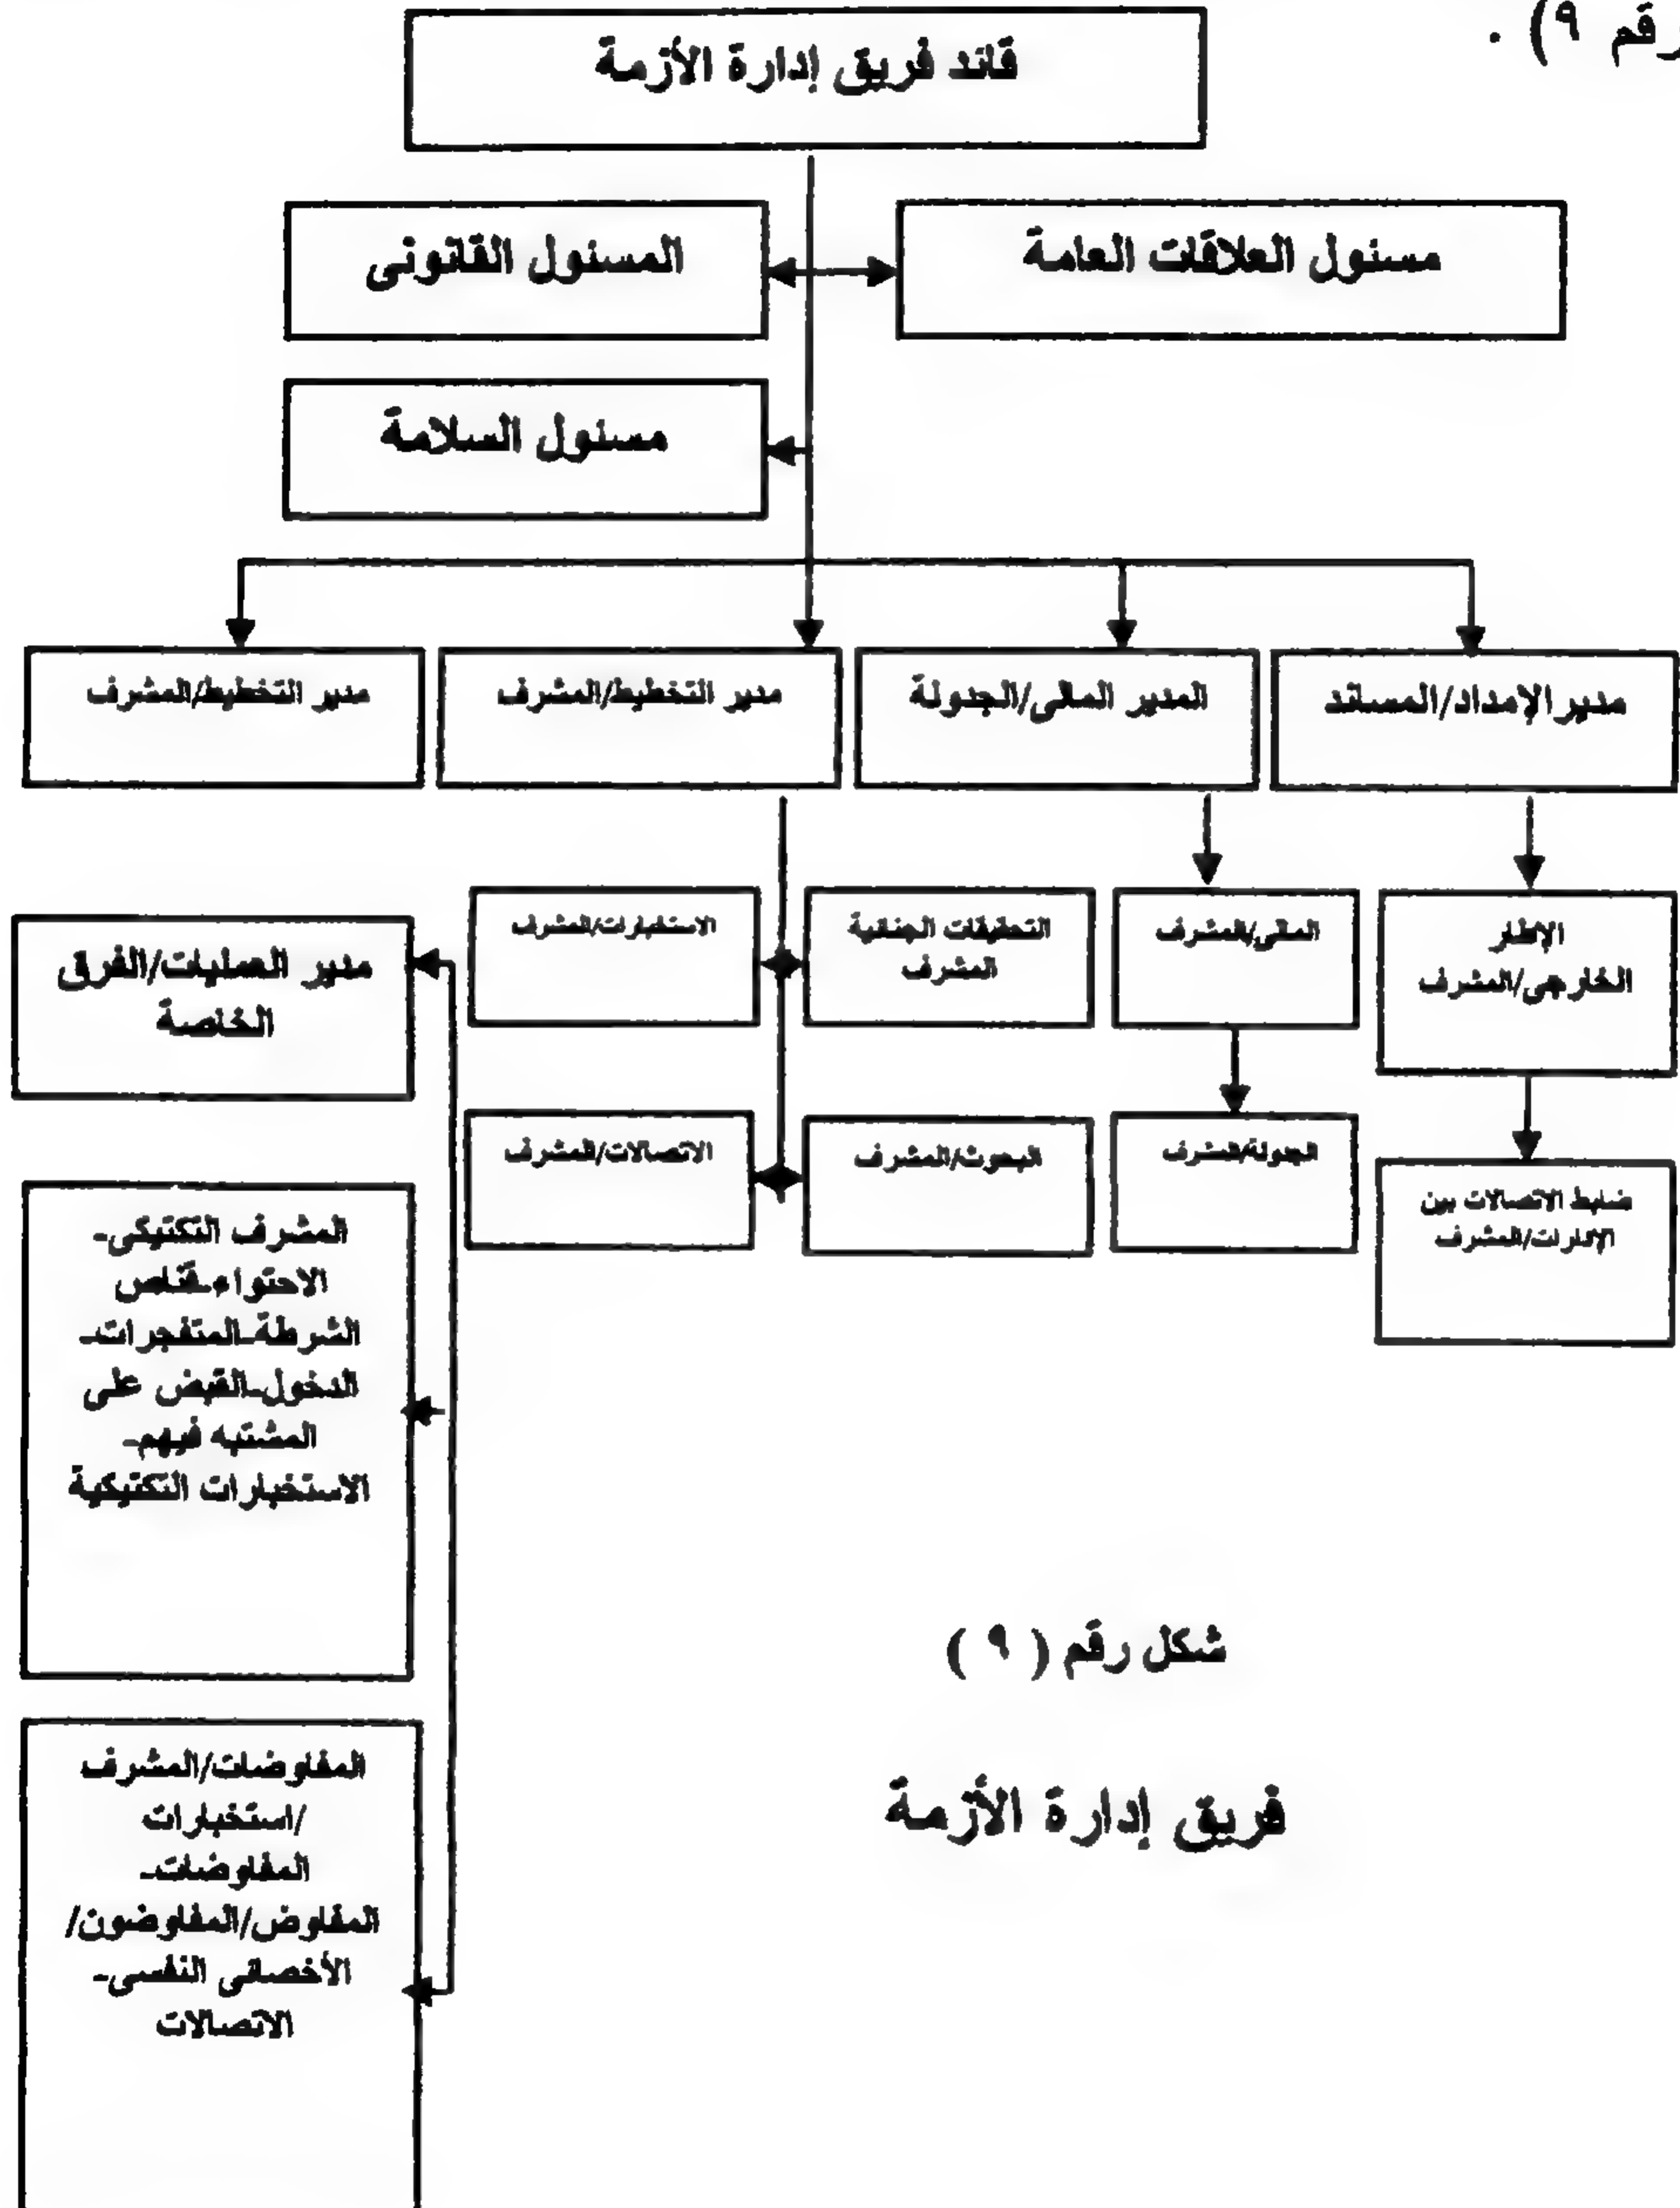 رقم ٩) .
قائد فريق إدارة الأزمة
مسئول العلاقات العامة
المسئول القانونى
مسئول السلامة
مدير الإمداد/المساند
المدير المالى/الجدولة
مدير التخطيط/المشرف
مدير التخطيط/المشرف
الإطار
الخارجى/المشرف
المالى/المشرف
التحقيقات الجنائية
المشرف
الاستخبارات/المشرف
مدير العمليات/الفرق
الخاصة
ضابط الاتصالات بين
الإدارات/المشرف
الجدولة/المشرف
البحوث/المشرف
الاتصالات/المشرف
المشرف التكتيكى-
الاحتواء-قناص
الشرطة-المتفجرات-
الدخول-القبض على
المشتبه فيهم-
الاستخبارات التكتيكية
المفاوضات/المشرف
/استخبارات
المفاوضات-
المفاوض/المفاوضون/
الأخصائى النفسى-
الاتصالات
شكل رقم ( ٩ )
فريق إدارة الأزمة